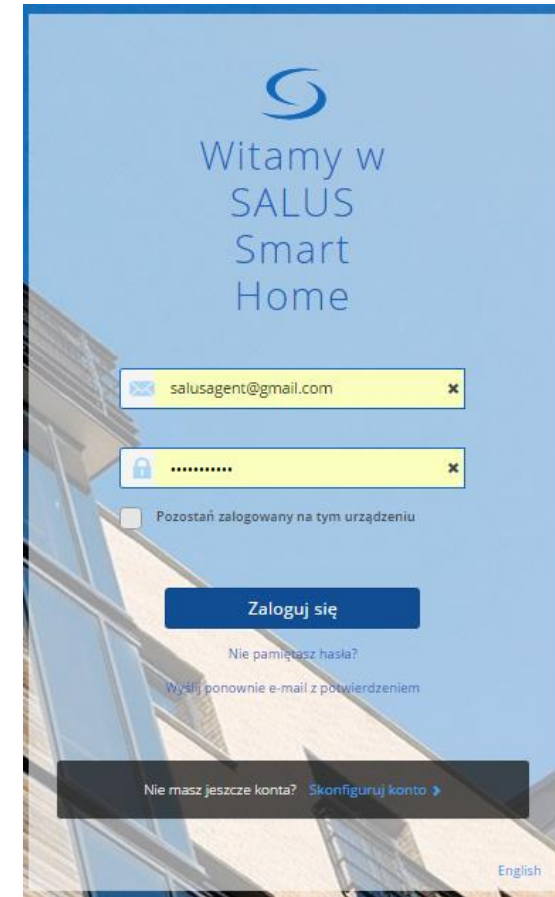 Witamy w
SALUS
Smart
Home
salusagent@gmail.com
•••••••••••
Pozostań zalogowany na tym urządzeniu
Zaloguj się
Nie pamiętasz hasła?
Wyślij ponownie e-mail z potwierdzeniem
Nie masz jeszcze konta? Skonfiguruj konto >
English